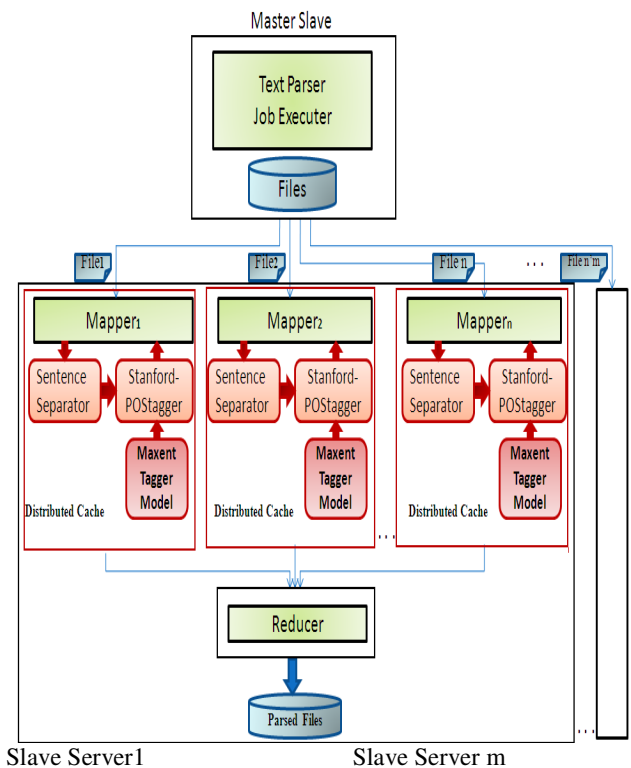 Master Slave
Text Parser
Job Executer
Files
File1
File2
File n
. . .
File n*m
Mapper1
Mapper2
Mappern
Sentence
Separator
Stanford-
POStagger
Sentence
Separator
Stanford-
POStagger
Sentence
Separator
Stanford-
POStagger
Maxent
Tagger
Model
Maxent
Tagger
Model
Maxent
Tagger
Model
Distributed Cache
Distributed Cache
Distributed Cache
. . .
Reducer
Parsed Files
. . .
Slave Server1
Slave Server m